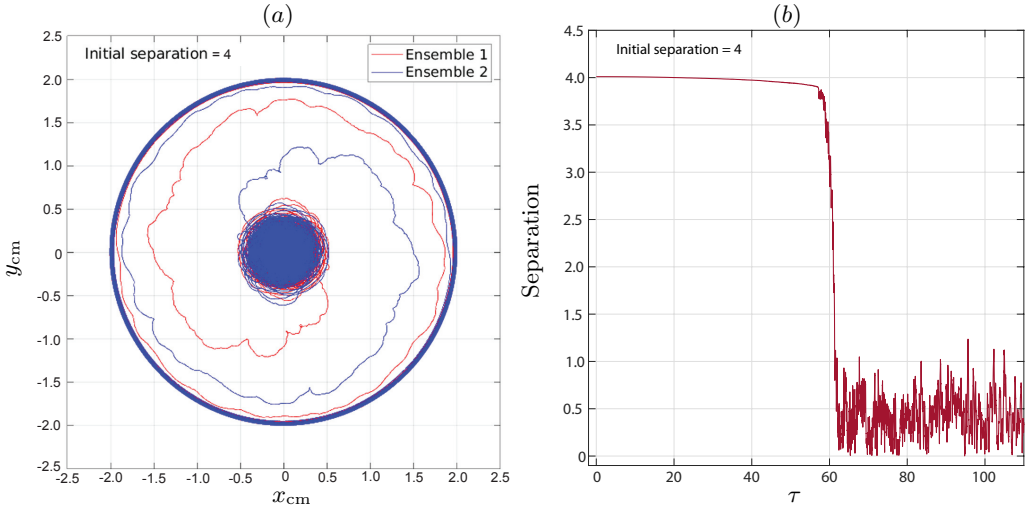 (a)
Initial separation = 4
Ensemble 1
Ensemble 2
2.5
2.0
1.5
1.0
0.5
0
-0.5
-1.0
-1.5
-2.0
-2.5
y_cm
-2.5 -2.0 -1.5 -1.0 -0.5 0 0.5 1.0 1.5 2.0 2.5
x_cm
(b)
Initial separation = 4
4.5
4.0
3.5
3.0
2.5
4.0
1.5
1.0
0.5
0
Separation
0 20 40 60 80 100
τ